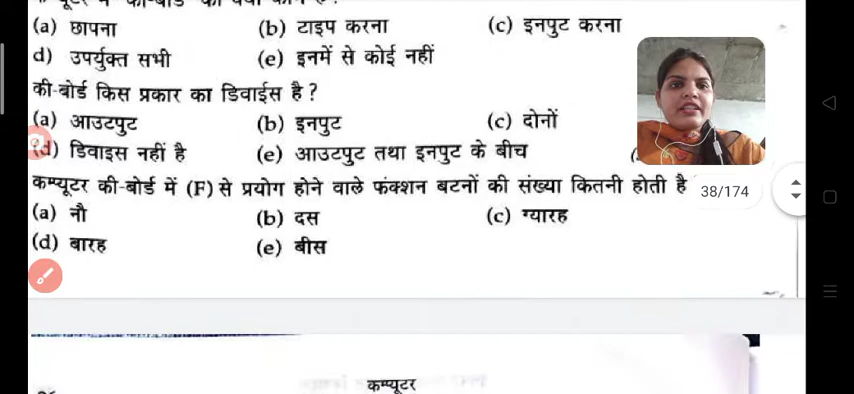 (a) छापना (b) टाइप करना (c) इनपुट करना
d) उपर्युक्त सभी (e) इनमें से कोई नहीं
की-बोर्ड किस प्रकार का डिवाईस है ?
(a) आउटपुट (b) इनपुट (c) दोनों
(d) डिवाइस नहीं है (e) आउटपुट तथा इनपुट के बीच
कम्प्यूटर की-बोर्ड में (F) से प्रयोग होने वाले फंक्शन बटनों की संख्या कितनी होती है
38/174
(a) नौ (b) दस (c) ग्यारह
(d) बारह (e) बीस
कम्प्यूटर